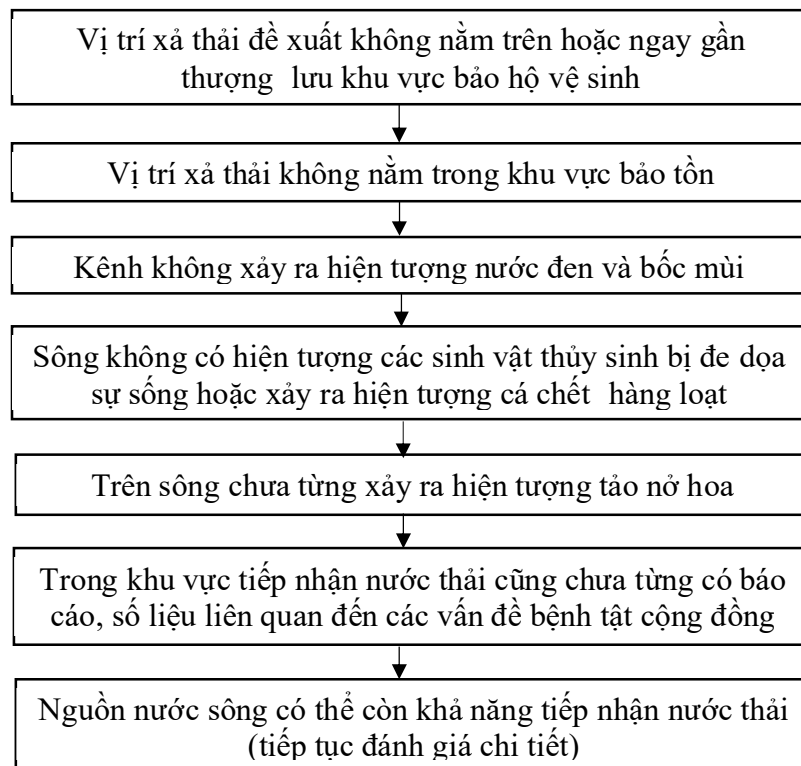 Vị trí xả thải đề xuất không nằm trên hoặc ngay gần
thượng lưu khu vực bảo hộ vệ sinh
Vị trí xả thải không nằm trong khu vực bảo tồn
Kênh không xảy ra hiện tượng nước đen và bốc mùi
Sông không có hiện tượng các sinh vật thủy sinh bị đe dọa
sự sống hoặc xảy ra hiện tượng cá chết hàng loạt
Trên sông chưa từng xảy ra hiện tượng tảo nở hoa
Trong khu vực tiếp nhận nước thải cũng chưa từng có báo
cáo, số liệu liên quan đến các vấn đề bệnh tật cộng đồng
Nguồn nước sông có thể còn khả năng tiếp nhận nước thải
(tiếp tục đánh giá chi tiết)